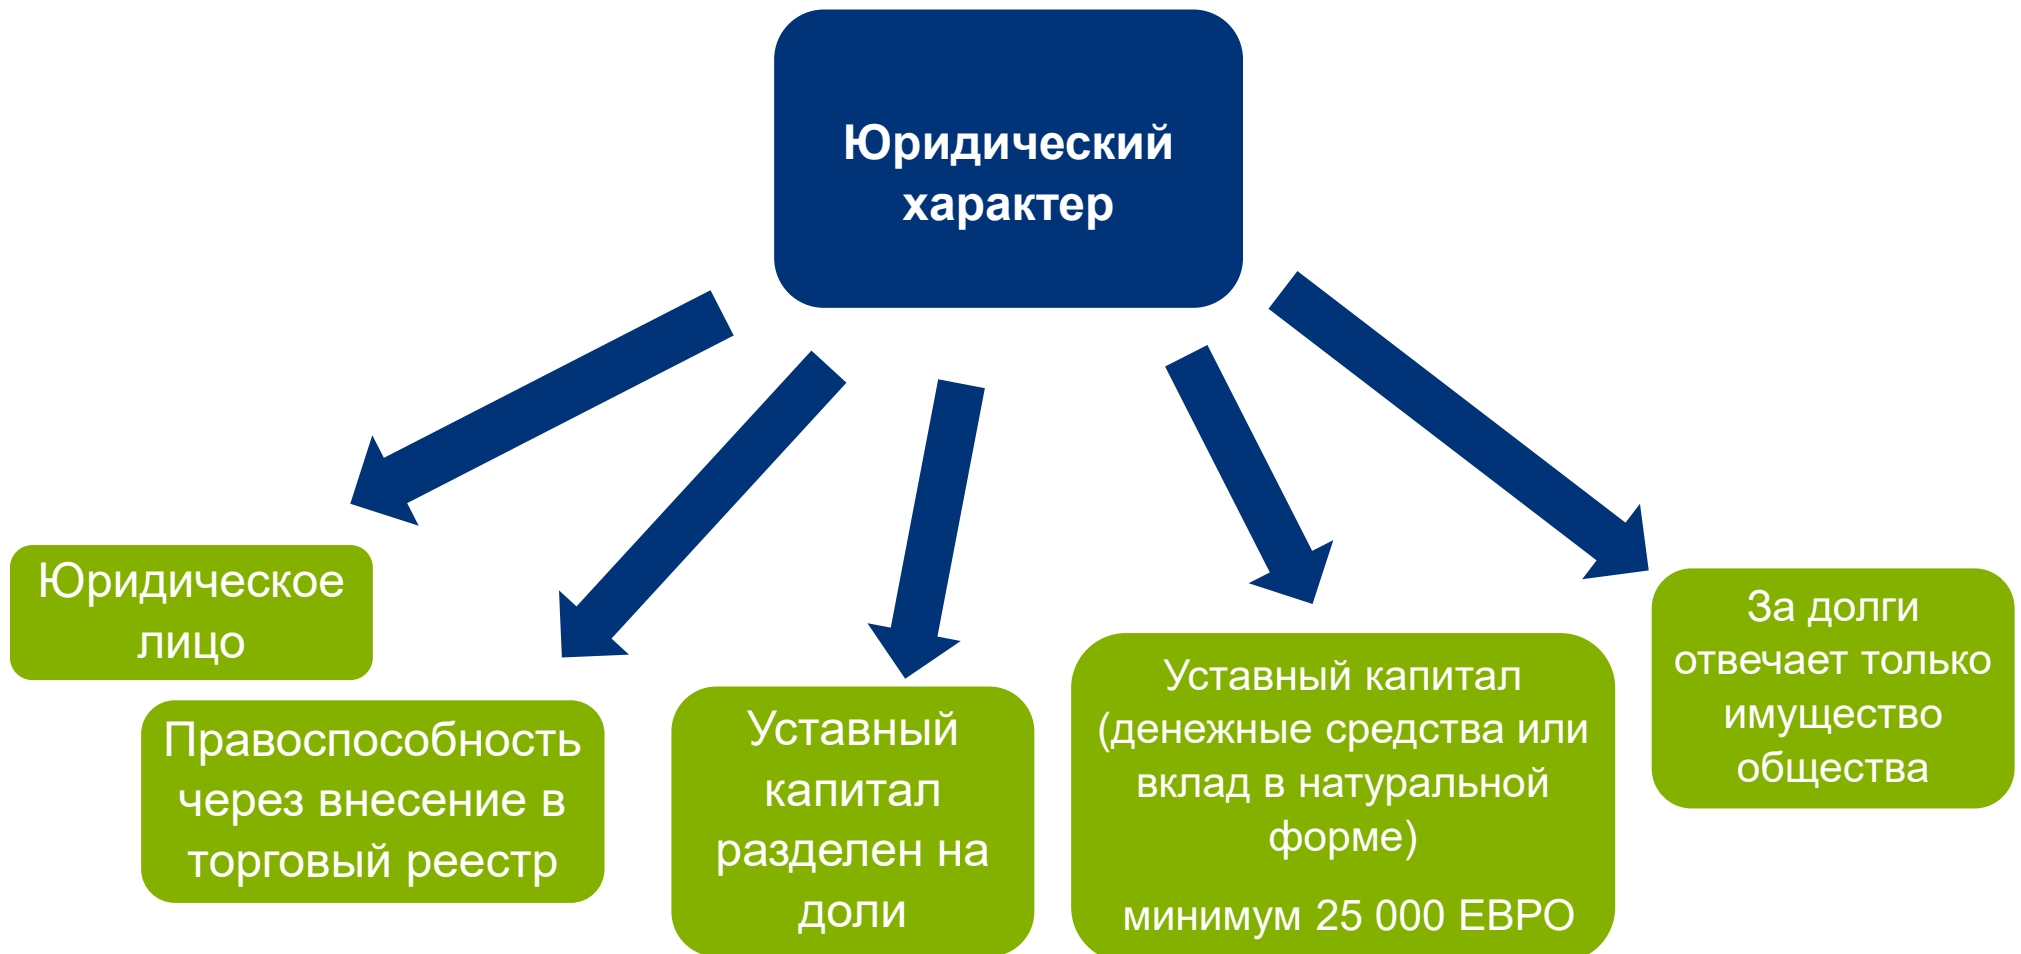 Юридический
характер
Юридическое
лицо
Правоспособность
через внесение в
торговый реестр
Уставный
капитал
разделен на
доли
Уставный капитал
(денежные средства или
вклад в натуральной
форме)
минимум 25 000 ЕВРО
За долги
отвечает только
имущество
общества